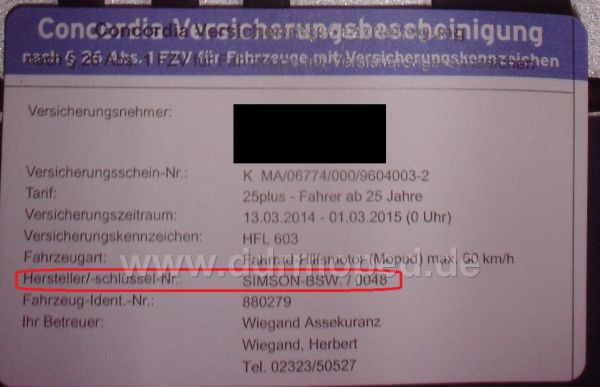 Concordia Versicherungsbescheinigung
nach § 26 Abs. 1 FZV für Fahrzeuge mit Versicherungskennzeichen
Versicherungsnehmer:
Versicherungsschein-Nr.: K MA/06774/000/9604003-2
Tarif: 25plus - Fahrer ab 25 Jahre
Versicherungszeitraum: 13.03.2014 - 01.03.2015 (0 Uhr)
Versicherungskennzeichen: HFL 603
Fahrzeugart: Fahrrad-Hilfsmotor (Moped) max. 60 km/h
www.ddrmoped.de
Hersteller/-schlüssel-Nr.: SIMSON-BSW. / 0048
Fahrzeug-Ident.-Nr.: 880279
Ihr Betreuer: Wiegand Assekuranz
Wiegand, Herbert
Tel. 02323/50527